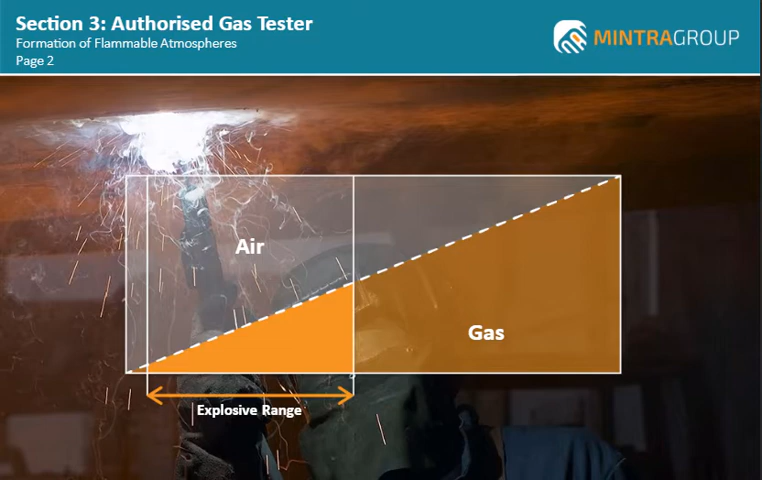 Section 3: Authorised Gas Tester
Formation of Flammable Atmospheres
Page 2
MINTRAGROUP
Air
Gas
Explosive Range